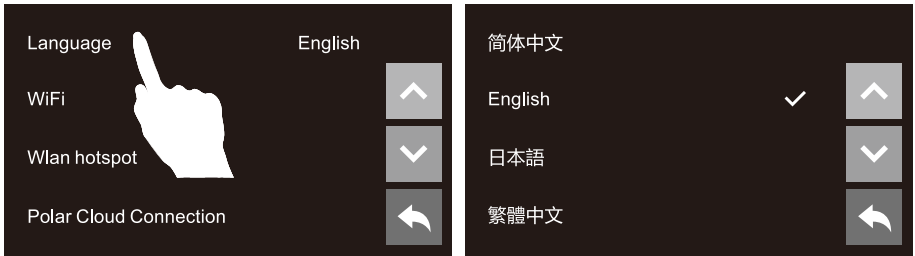 Language English
WiFi
Wlan hotspot
Polar Cloud Connection
简体中文
English
日本語
繁體中文